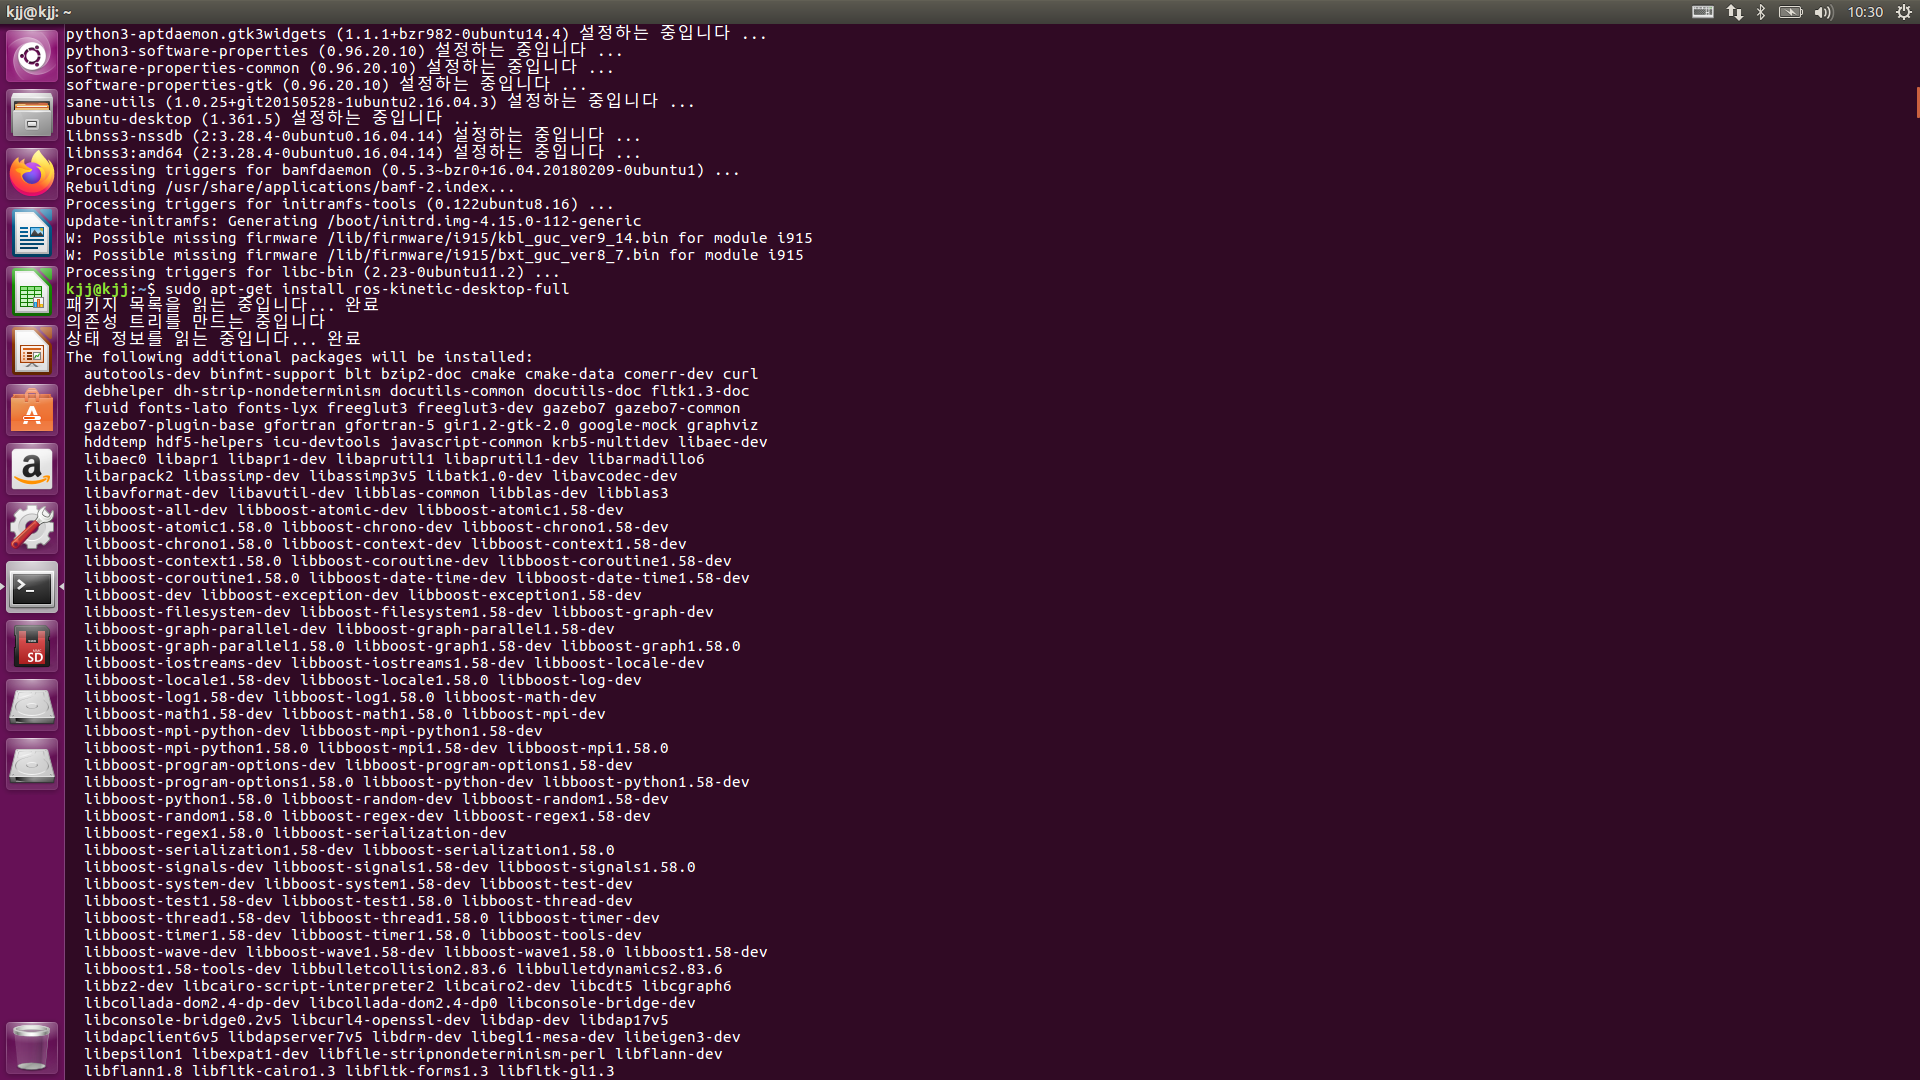 kjj@kjj: ~
10:30
python3-aptdaemon.gtk3widgets (1.1.1+bzr982-0ubuntu14.4) 설정하는 중입니다 ...
python3-software-properties (0.96.20.10) 설정하는 중입니다 ...
software-properties-common (0.96.20.10) 설정하는 중입니다 ...
software-properties-gtk (0.96.20.10) 설정하는 중입니다 ...
sane-utils (1.0.25+git20150528-1ubuntu2.16.04.3) 설정하는 중입니다 ...
ubuntu-desktop (1.361.5) 설정하는 중입니다 ...
libnss3-nssdb (2:3.28.4-0ubuntu0.16.04.14) 설정하는 중입니다 ...
libnss3:amd64 (2:3.28.4-0ubuntu0.16.04.14) 설정하는 중입니다 ...
Processing triggers for bamfdaemon (0.5.3~bzr0+16.04.20180209-0ubuntu1) ...
Rebuilding /usr/share/applications/bamf-2.index...
Processing triggers for initramfs-tools (0.122ubuntu8.16) ...
update-initramfs: Generating /boot/initrd.img-4.15.0-112-generic
W: Possible missing firmware /lib/firmware/i915/kbl_guc_ver9_14.bin for module i915
W: Possible missing firmware /lib/firmware/i915/bxt_guc_ver8_7.bin for module i915
Processing triggers for libc-bin (2.23-0ubuntu11.2) ...
kjj@kjj:~$ sudo apt-get install ros-kinetic-desktop-full
패키지 목록을 읽는 중입니다... 완료
의존성 트리를 만드는 중입니다
상태 정보를 읽는 중입니다... 완료
The following additional packages will be installed:
autotools-dev binfmt-support blt bzip2-doc cmake cmake-data comerr-dev curl
debhelper dh-strip-nondeterminism docutils-common docutils-doc fltk1.3-doc
fluid fonts-lato fonts-lyx freeglut3 freeglut3-dev gazebo7 gazebo7-common
gazebo7-plugin-base gfortran gfortran-5 gir1.2-gtk-2.0 google-mock graphviz
hddtemp hdf5-helpers icu-devtools javascript-common krb5-multidev libaec-dev
libaec0 libapr1 libapr1-dev libaprutil1 libaprutil1-dev libarmadillo6
libarpack2 libassimp-dev libassimp3v5 libatk1.0-dev libavcodec-dev
libavformat-dev libavutil-dev libblas-common libblas-dev libblas3
libboost-all-dev libboost-atomic-dev libboost-atomic1.58-dev
libboost-atomic1.58.0 libboost-chrono-dev libboost-chrono1.58-dev
libboost-chrono1.58.0 libboost-context-dev libboost-context1.58-dev
libboost-context1.58.0 libboost-coroutine-dev libboost-coroutine1.58-dev
libboost-coroutine1.58.0 libboost-date-time-dev libboost-date-time1.58-dev
libboost-dev libboost-exception-dev libboost-exception1.58-dev
libboost-filesystem-dev libboost-filesystem1.58-dev libboost-graph-dev
libboost-graph-parallel-dev libboost-graph-parallel1.58-dev
libboost-graph-parallel1.58.0 libboost-graph1.58-dev libboost-graph1.58.0
libboost-iostreams-dev libboost-iostreams1.58-dev libboost-locale-dev
libboost-locale1.58-dev libboost-locale1.58.0 libboost-log-dev
libboost-log1.58-dev libboost-log1.58.0 libboost-math-dev
libboost-math1.58-dev libboost-math1.58.0 libboost-mpi-dev
libboost-mpi-python-dev libboost-mpi-python1.58-dev
libboost-mpi-python1.58.0 libboost-mpi1.58-dev libboost-mpi1.58.0
libboost-program-options-dev libboost-program-options1.58-dev
libboost-program-options1.58.0 libboost-python-dev libboost-python1.58-dev
libboost-python1.58.0 libboost-random-dev libboost-random1.58-dev
libboost-random1.58.0 libboost-regex-dev libboost-regex1.58-dev
libboost-regex1.58.0 libboost-serialization-dev
libboost-serialization1.58-dev libboost-serialization1.58.0
libboost-signals-dev libboost-signals1.58-dev libboost-signals1.58.0
libboost-system-dev libboost-system1.58-dev libboost-test-dev
libboost-test1.58-dev libboost-test1.58.0 libboost-thread-dev
libboost-thread1.58-dev libboost-thread1.58.0 libboost-timer-dev
libboost-timer1.58-dev libboost-timer1.58.0 libboost-tools-dev
libboost-wave-dev libboost-wave1.58-dev libboost-wave1.58.0 libboost1.58-dev
libboost1.58-tools-dev libbulletcollision2.83.6 libbulletdynamics2.83.6
libbz2-dev libcairo-script-interpreter2 libcairo2-dev libcdt5 libcgraph6
libcollada-dom2.4-dp-dev libcollada-dom2.4-dp0 libconsole-bridge-dev
libconsole-bridge0.2v5 libcurl4-openssl-dev libdap-dev libdap17v5
libdapclient6v5 libdapserver7v5 libdrm-dev libegl1-mesa-dev libeigen3-dev
libepsilon1 libexpat1-dev libfile-stripnondeterminism-perl libflann-dev
libflann1.8 libfltk-cairo1.3 libfltk-forms1.3 libfltk-gl1.3
SD